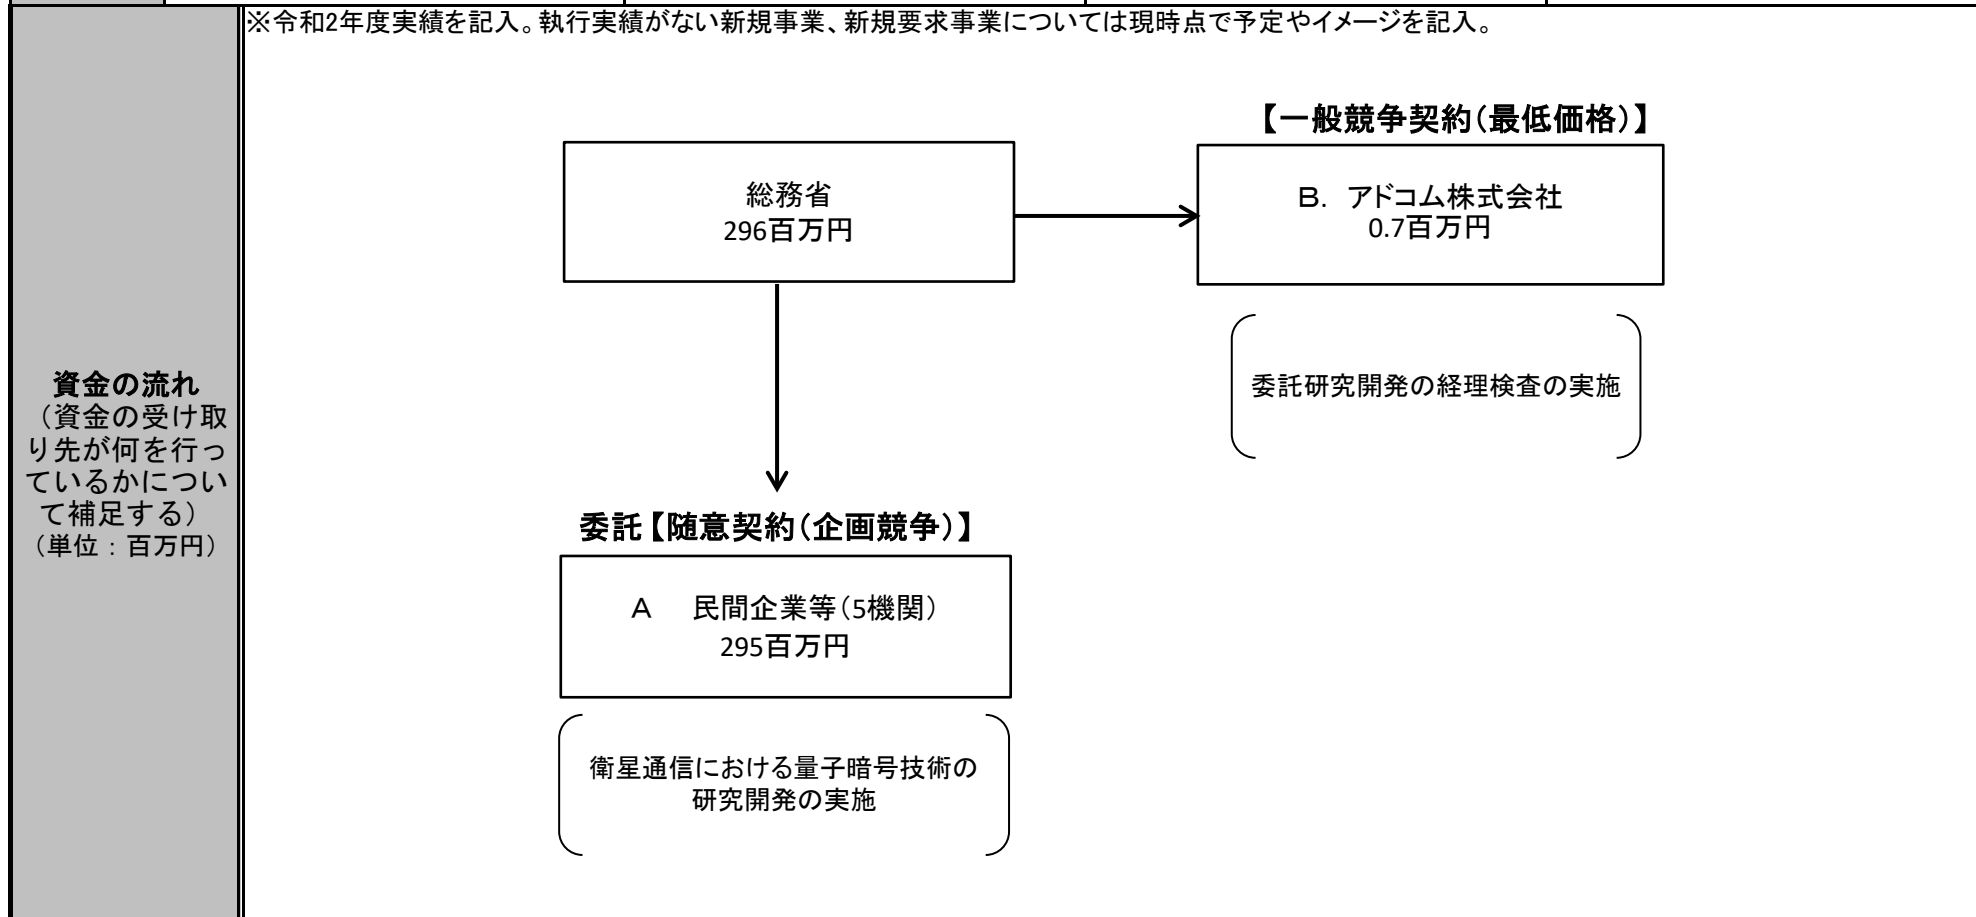 ※令和2年度実績を記入。執行実績がない新規事業、新規要求事業については現時点で予定やイメージを記入。
資金の流れ
（資金の受け取
り先が何を行っ
ているかについ
て補足する）
（単位：百万円）
総務省
296百万円
【一般競争契約（最低価格）】
Ｂ．アドコム株式会社
0.7百万円
委託研究開発の経理検査の実施
委託【随意契約（企画競争）】
Ａ　民間企業等（5機関）
295百万円
衛星通信における量子暗号技術の
研究開発の実施